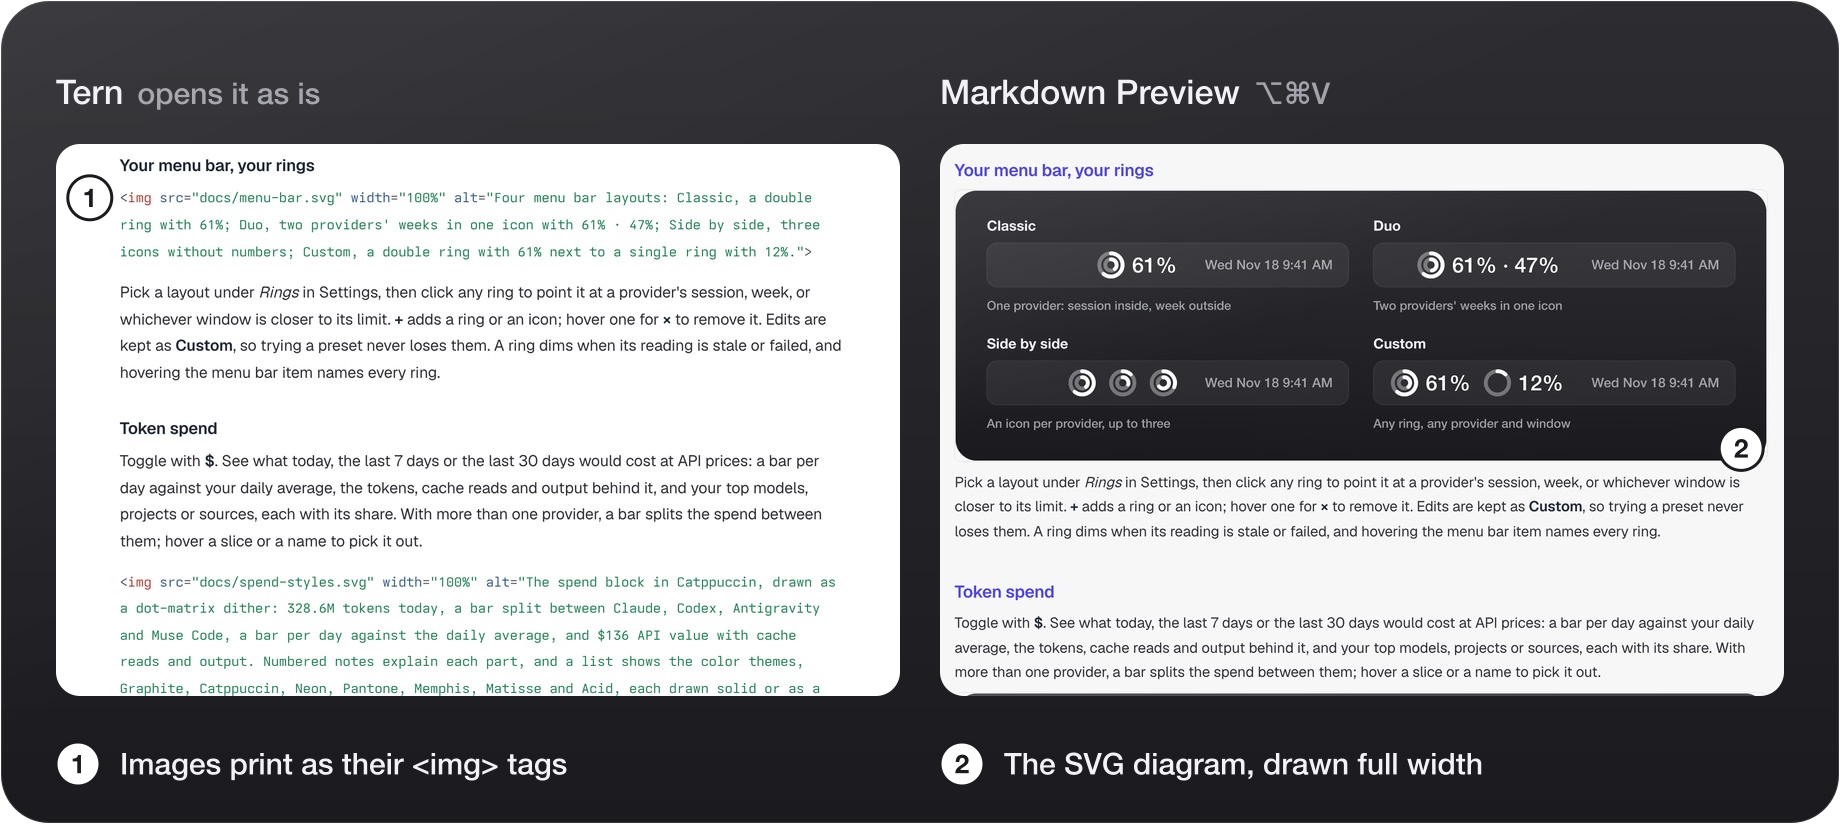 Tern opens it as is
Your menu bar, your rings
1
<img src="docs/menu-bar.svg" width="100%" alt="Four menu bar layouts: Classic, a double
ring with 61%; Duo, two providers' weeks in one icon with 61% · 47%; Side by side, three
icons without numbers; Custom, a double ring with 61% next to a single ring with 12%.">
Pick a layout under Rings in Settings, then click any ring to point it at a provider's session, week, or
whichever window is closer to its limit. + adds a ring or an icon; hover one for × to remove it. Edits are
kept as Custom, so trying a preset never loses them. A ring dims when its reading is stale or failed, and
hovering the menu bar item names every ring.
Token spend
Toggle with $. See what today, the last 7 days or the last 30 days would cost at API prices: a bar per
day against your daily average, the tokens, cache reads and output behind it, and your top models,
projects or sources, each with its share. With more than one provider, a bar splits the spend between
them; hover a slice or a name to pick it out.
<img src="docs/spend-styles.svg" width="100%" alt="The spend block in Catppuccin, drawn as
a dot-matrix dither: 328.6M tokens today, a bar split between Claude, Codex, Antigravity
and Muse Code, a bar per day against the daily average, and $136 API value with cache
reads and output. Numbered notes explain each part, and a list shows the color themes,
Graphite, Catppuccin, Neon, Pantone, Memphis, Matisse and Acid, each drawn solid or as a
1 Images print as their <img> tags
Markdown Preview ⌥⌘V
Your menu bar, your rings
Classic
61% Wed Nov 18 9:41 AM
One provider: session inside, week outside
Duo
61% · 47% Wed Nov 18 9:41 AM
Two providers' weeks in one icon
Side by side
Wed Nov 18 9:41 AM
An icon per provider, up to three
Custom
61% 12% Wed Nov 18 9:41 AM
Any ring, any provider and window
2
Pick a layout under Rings in Settings, then click any ring to point it at a provider's session, week, or whichever window is
closer to its limit. + adds a ring or an icon; hover one for × to remove it. Edits are kept as Custom, so trying a preset never
loses them. A ring dims when its reading is stale or failed, and hovering the menu bar item names every ring.
Token spend
Toggle with $. See what today, the last 7 days or the last 30 days would cost at API prices: a bar per day against your daily
average, the tokens, cache reads and output behind it, and your top models, projects or sources, each with its share. With
more than one provider, a bar splits the spend between them; hover a slice or a name to pick it out.
2 The SVG diagram, drawn full width